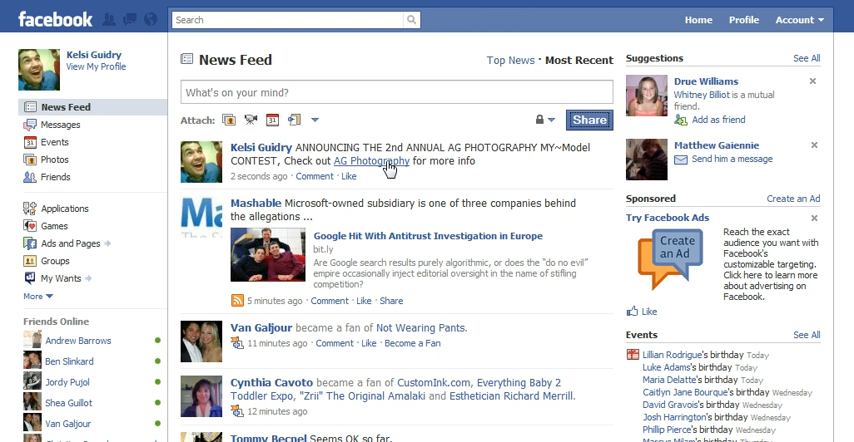 facebook
Search
Home Profile Account
Kelsi Guidry
View My Profile
News Feed
Messages
Events
Photos
Friends
Applications
Games
Ads and Pages
Groups
My Wants
More
Friends Online
Andrew Barrows
Ben Slinkard
Jordy Pujol
Shea Guillot
Van Galjour
News Feed
Top News · Most Recent
What's on your mind?
Attach:
31
Share
Kelsi Guidry ANNOUNCING THE 2nd ANNUAL AG PHOTOGRAPHY MY~Model
CONTEST, Check out AG Photography for more info
2 seconds ago · Comment · Like
Mashable Microsoft-owned subsidiary is one of three companies behind
the allegations ...
Google Hit With Antitrust Investigation in Europe
bit.ly
Are Google search results purely algorithmic, or does the "do no evil"
empire occasionally inject editorial oversight in the name of stifling
competition?
5 minutes ago · Comment · Like · Share
Van Galjour became a fan of Not Wearing Pants.
11 minutes ago · Comment · Like · Become a Fan
Cynthia Cavoto became a fan of CustomInk.com, Everything Baby 2
Toddler Expo, "Zrii" The Original Amalaki and Esthetician Richard Merrill.
12 minutes ago
Tommy Becnel Seems OK so far.
Suggestions See All
Drue Williams
Whitney Billiot is a mutual
friend.
Add as friend
Matthew Gaiennie
Send him a message
Sponsored Create an Ad
Try Facebook Ads
Create
an Ad
Reach the exact
audience you want with
Facebook's
customizable targeting.
Click here to learn more
about advertising on
Facebook.
Like
Events See All
Lillian Rodrigue's birthday Today
Luke Adams's birthday Today
Maria Delatte's birthday Today
Caitlyn Jane Bourque's birthday Wednesday
David Gravois's birthday Wednesday
Josh Harrington's birthday Wednesday
Phillip Pierce's birthday Wednesday